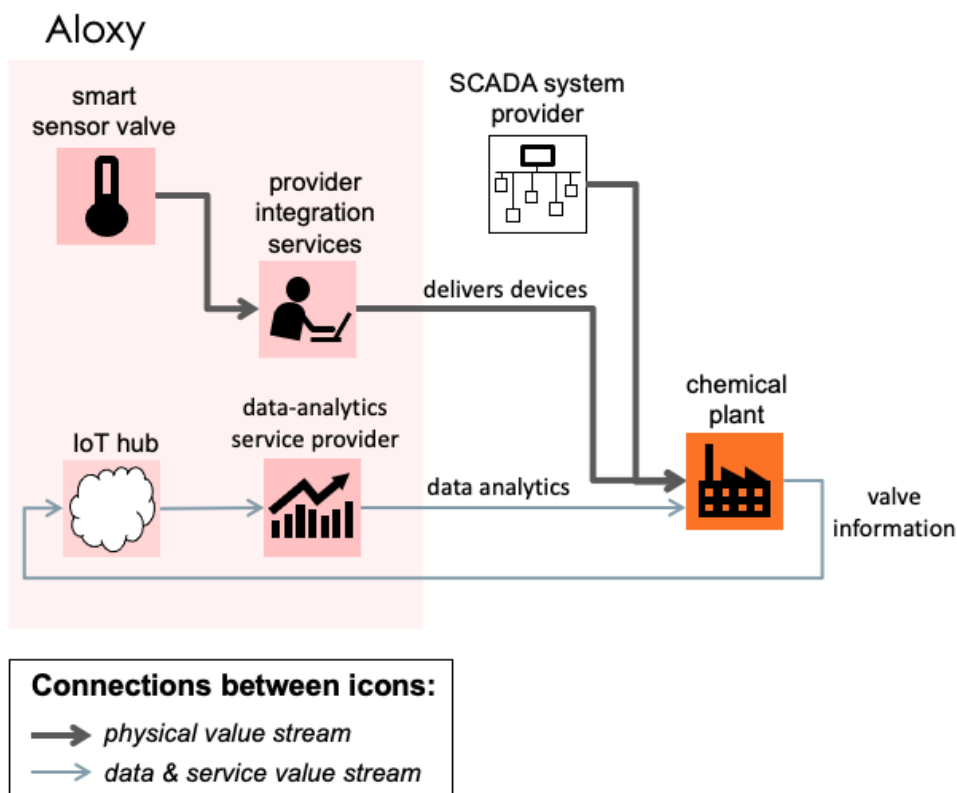 Aloxy
smart
sensor valve
SCADA system
provider
provider
integration
services
delivers devices
chemical
plant
data-analytics
service provider
IoT hub
data analytics
valve
information
Connections between icons:
physical value stream
data & service value stream